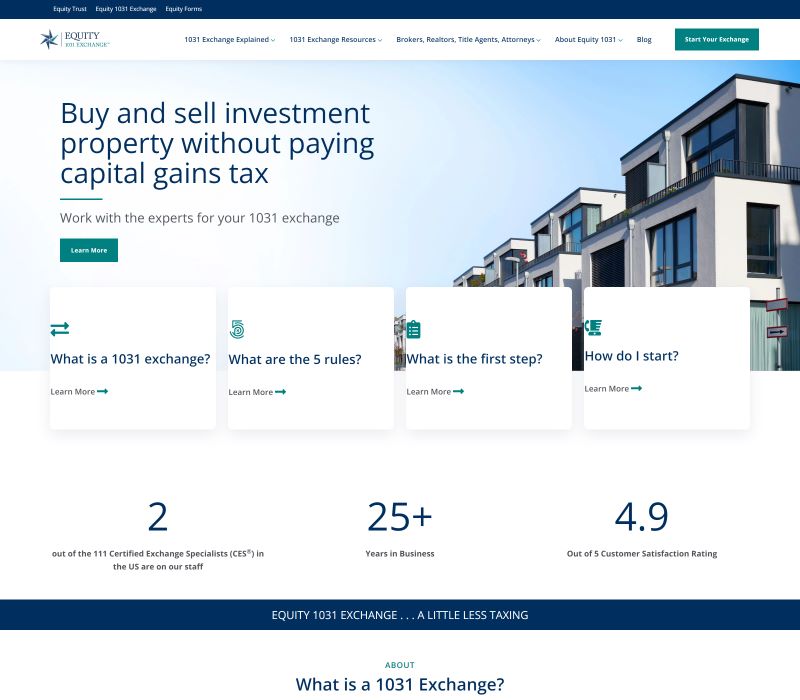 Equity Trust Equity 1031 Exchange Equity Forms
EQUITY
1031 EXCHANGE
1031 Exchange Explained 1031 Exchange Resources Brokers, Realtors, Title Agents, Attorneys About Equity 1031 Blog Start Your Exchange
Buy and sell investment
property without paying
capital gains tax
Work with the experts for your 1031 exchange
Learn More
What is a 1031 exchange?
Learn More
What are the 5 rules?
Learn More
What is the first step?
Learn More
How do I start?
Learn More
2
out of the 111 Certified Exchange Specialists (CES®) in
the US are on our staff
25+
Years in Business
4.9
Out of 5 Customer Satisfaction Rating
EQUITY 1031 EXCHANGE . . . A LITTLE LESS TAXING
ABOUT
What is a 1031 Exchange?